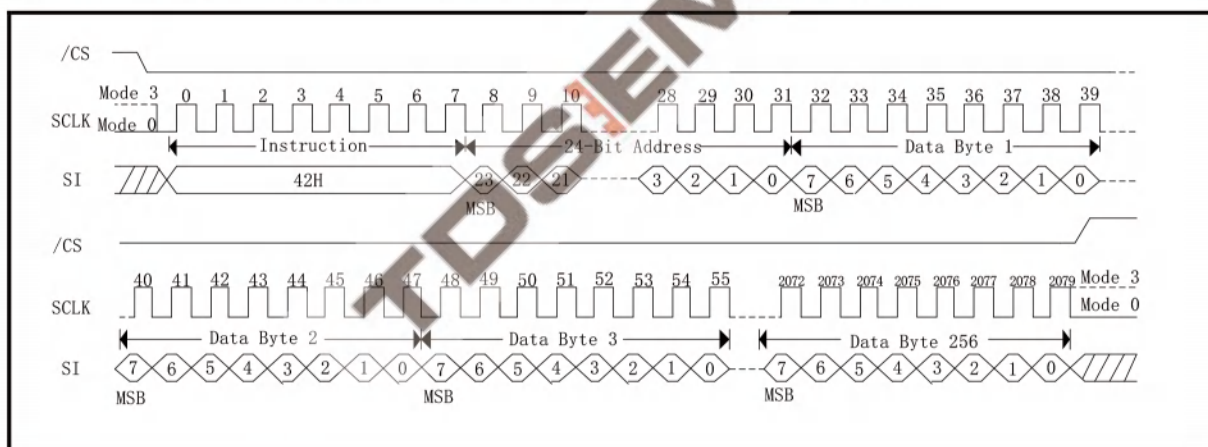 /CS
Mode 3 0 1 2 3 4 5 6 7 8 9 10 28 29 30 31 32 33 34 35 36 37 38 39
SCLK Mode 0
Instruction 24-Bit Address Data Byte 1
SI 42H 23 22 21 3 2 1 0 7 6 5 4 3 2 1 0
MSB MSB
/CS
40 41 42 43 44 45 46 47 48 49 50 51 52 53 54 55 2072 2073 2074 2075 2076 2077 2078 2079 Mode 3
SCLK Mode 0
Data Byte 2 Data Byte 3 Data Byte 256
SI 7 6 5 4 3 2 1 0 7 6 5 4 3 2 1 0 7 6 5 4 3 2 1 0
MSB MSB MSB
TDS